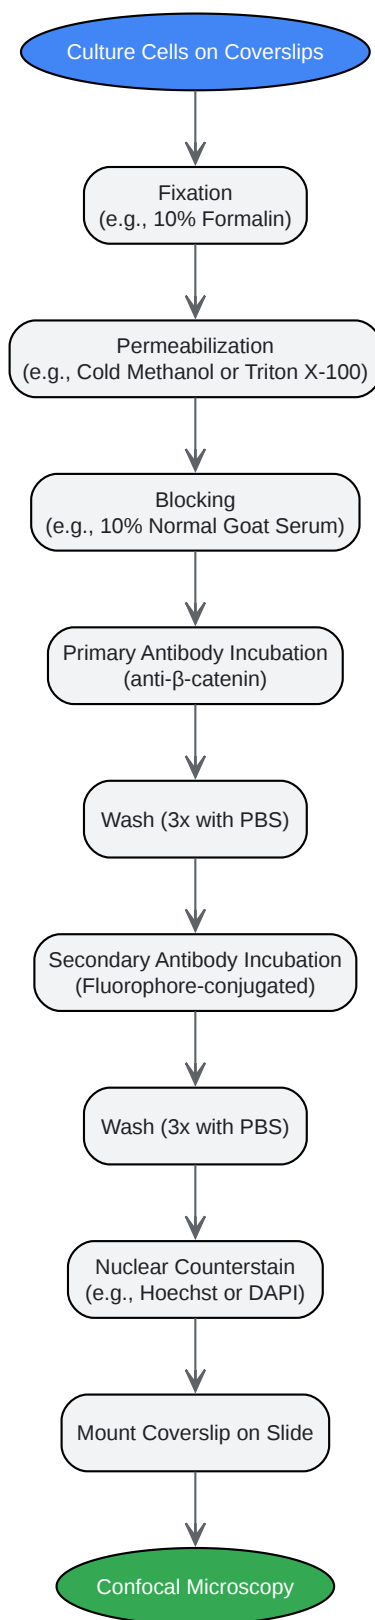 Culture Cells on Coverslips
Fixation
(e.g., 10% Formalin)
Permeabilization
(e.g., Cold Methanol or Triton X-100)
Blocking
(e.g., 10% Normal Goat Serum)
Primary Antibody Incubation
(anti-β-catenin)
Wash (3x with PBS)
Secondary Antibody Incubation
(Fluorophore-conjugated)
Wash (3x with PBS)
Nuclear Counterstain
(e.g., Hoechst or DAPI)
Mount Coverslip on Slide
Confocal Microscopy